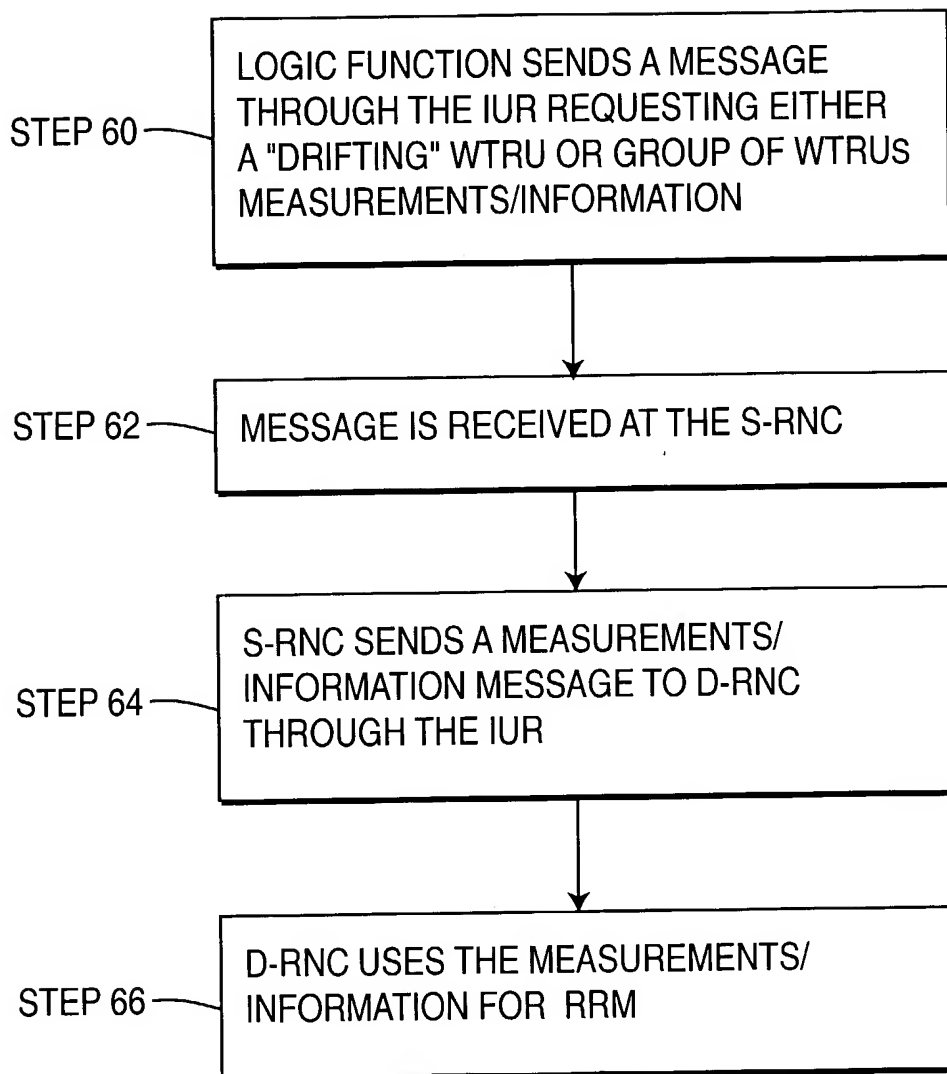 LOGIC FUNCTION SENDS A MESSAGE
THROUGH THE IUR REQUESTING EITHER
STEP 60
A "DRIFTING" WTRU OR GROUP OF WTRUs
MEASUREMENTS/INFORMATION
STEP 62
MESSAGE IS RECEIVED AT THE S-RNC
S-RNC SENDS A MEASUREMENTS/
INFORMATION MESSAGE TO D-RNC
STEP 64
THROUGH THE IUR
D-RNC USES THE MEASUREMENTS/
STEP 66
INFORMATION FOR RRM